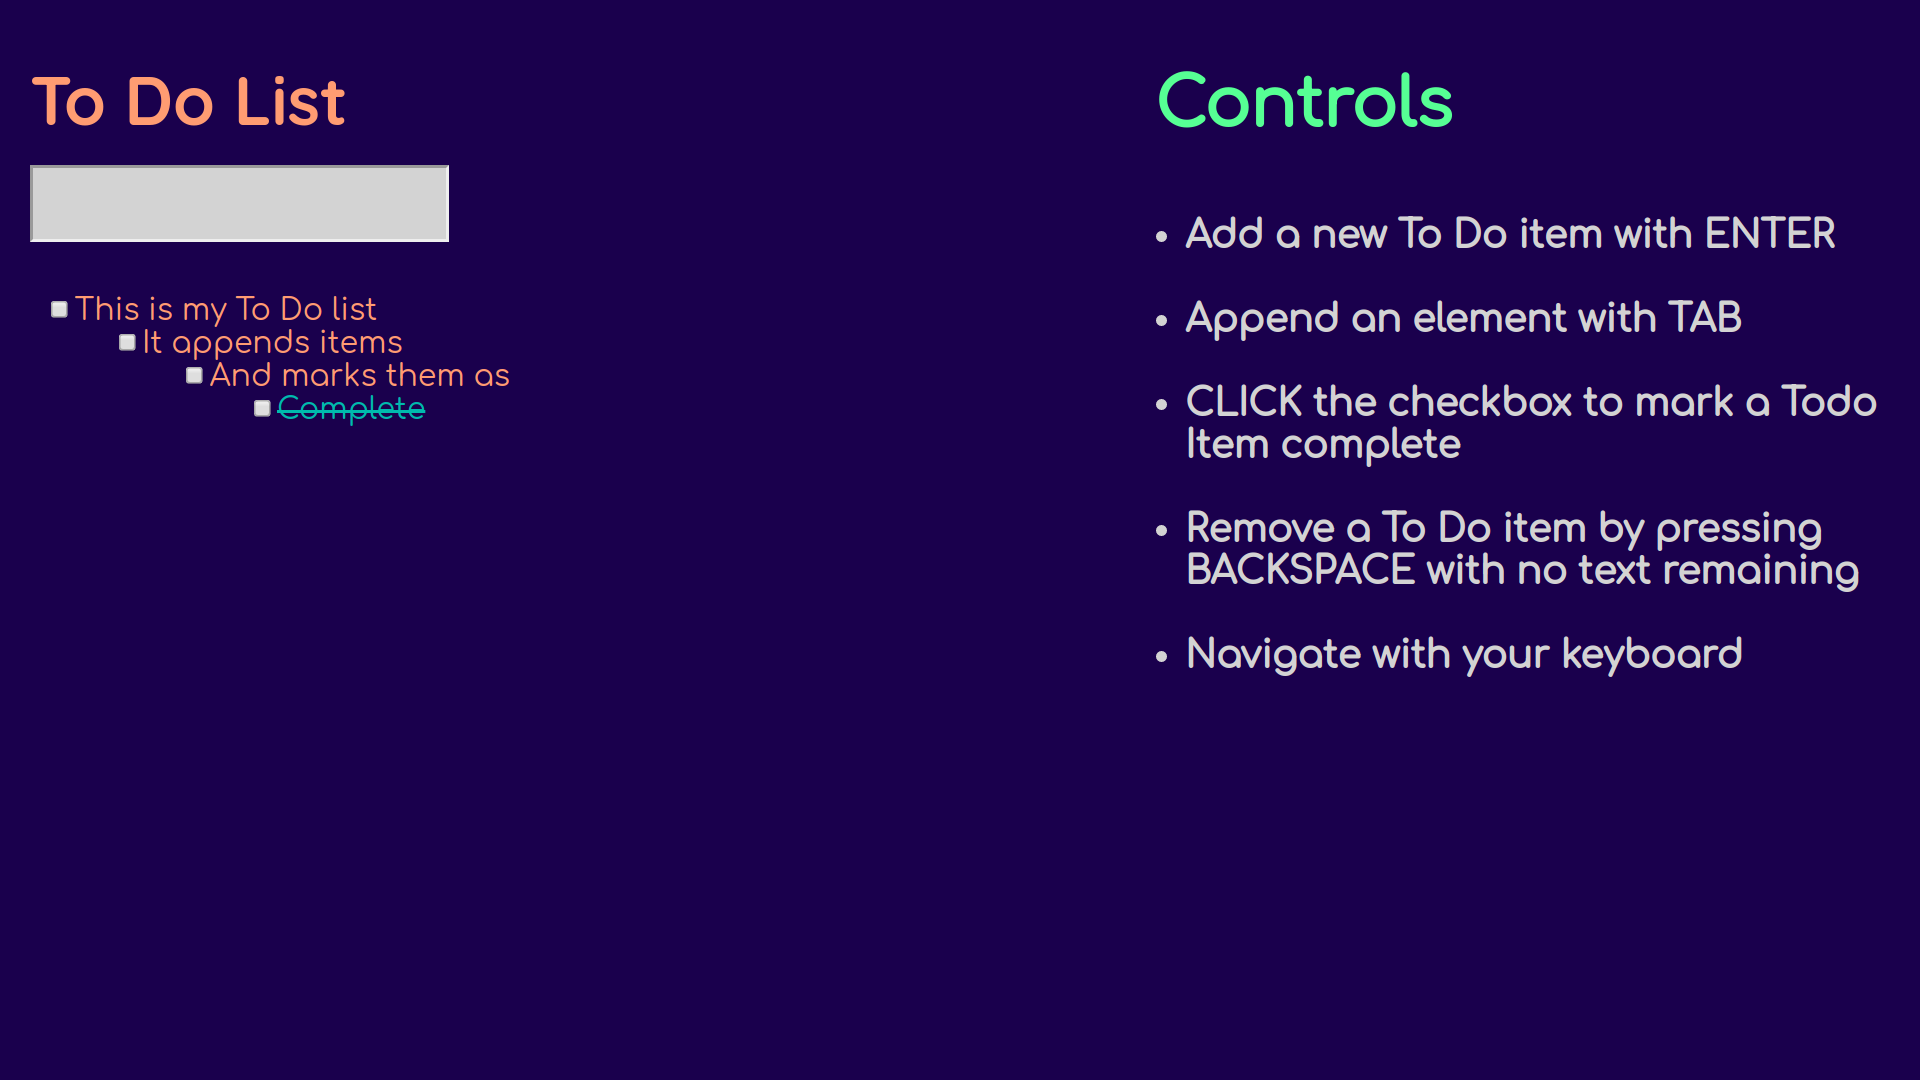 To Do List
This is my To Do list
It appends items
And marks them as
Complete
Controls
Add a new To Do item with ENTER
Append an element with TAB
CLICK the checkbox to mark a Todo
Item complete
Remove a To Do item by pressing
BACKSPACE with no text remaining
Navigate with your keyboard